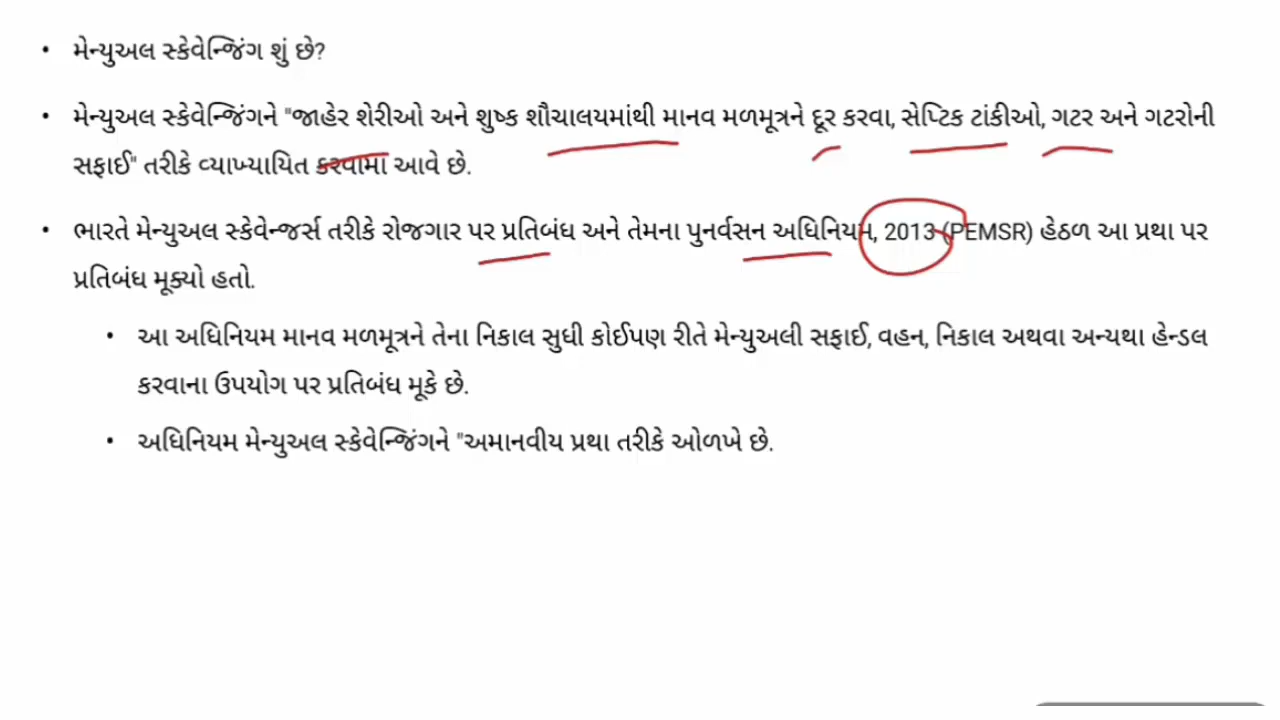 • મેન્યુઅલ સ્કેવેન્જિંગ શું છે?
• મેન્યુઅલ સ્કેવેન્જિંગને "જાહેર શેરીઓ અને શુષ્ક શૌચાલયમાંથી માનવ મળમૂત્રને દૂર કરવા, સેપ્ટિક ટાંકીઓ, ગટર અને ગટરોની
સફાઈ" તરીકે વ્યાખ્યાયિત કરવામાં આવે છે.
• ભારતે મેન્યુઅલ સ્કેવેન્જર્સ તરીકે રોજગાર પર પ્રતિબંધ અને તેમના પુનર્વસન અધિનિયમ, 2013 (PEMSR) હેઠળ આ પ્રથા પર
પ્રતિબંધ મૂક્યો હતો.
• આ અધિનિયમ માનવ મળમૂત્રને તેના નિકાલ સુધી કોઈપણ રીતે મેન્યુઅલી સફાઈ, વહન, નિકાલ અથવા અન્યથા હેન્ડલ
કરવાના ઉપયોગ પર પ્રતિબંધ મૂકે છે.
• અધિનિયમ મેન્યુઅલ સ્કેવેન્જિંગને "અમાનવીય પ્રથા તરીકે ઓળખે છે.